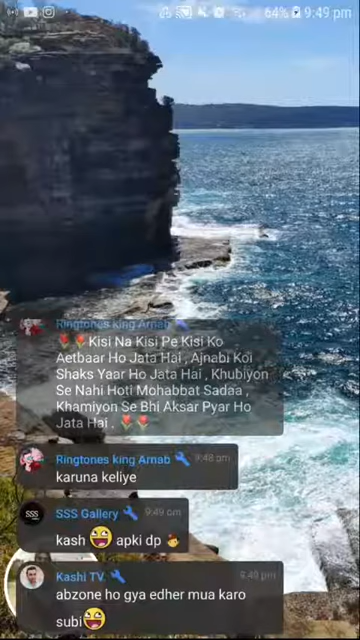 64% 9:49 pm
Ringtones king Arnab
🌹🌹Kisi Na Kisi Pe Kisi Ko
Aetbaar Ho Jata Hai , Ajnabi Koi
Shaks Yaar Ho Jata Hai , Khubiyon
Se Nahi Hoti Mohabbat Sadaa ,
Khamiyon Se Bhi Aksar Pyar Ho
Jata Hai . 🌹🌹
Ringtones king Arnab 🔧 9:48 pm
karuna keliye
SSS
SSS Gallery 🔧 9:49 pm
kash 😆 apki dp
Kashi TV. 🔧 9:49 pm
abzone ho gya edher mua karo
subi😆